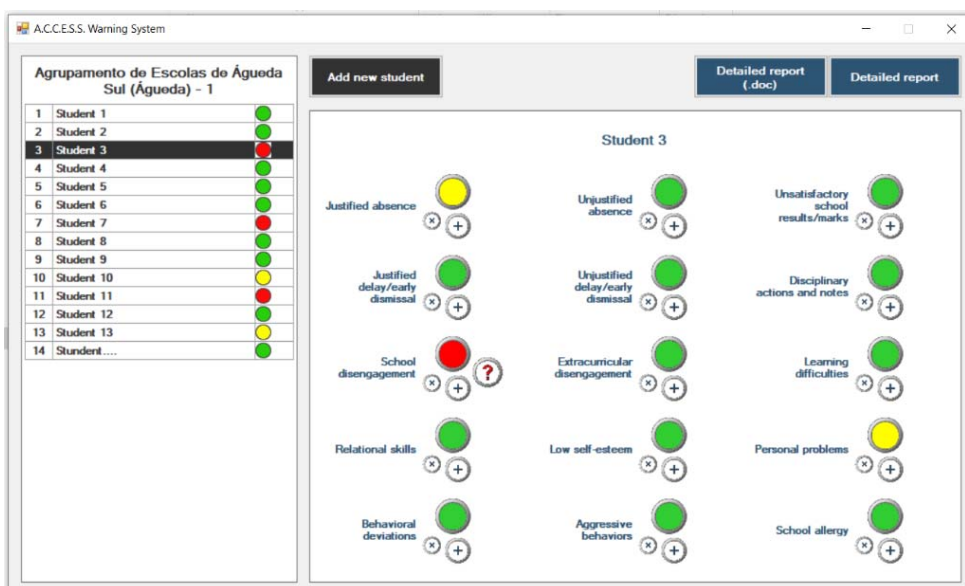 A.C.C.E.S.S. Warning System
Agrupamento de Escolas de Águeda
Sul (Águeda) - 1
1 Student 1
2 Student 2
3 Student 3
4 Student 4
5 Student 5
6 Student 6
7 Student 7
8 Student 8
9 Student 9
10 Student 10
11 Student 11
12 Student 12
13 Student 13
14 Stundent....
Add new student
Detailed report
(.doc)
Detailed report
Student 3
Justified absence
Unjustified
absence
Unsatisfactory
school
results/marks
Justified
delay/early
dismissal
Unjustified
delay/early
dismissal
Disciplinary
actions and notes
School
disengagement
?
Extracurricular
disengagement
Learning
difficulties
Relational skills
Low self-esteem
Personal problems
Behavioral
deviations
Aggressive
behaviors
School allergy